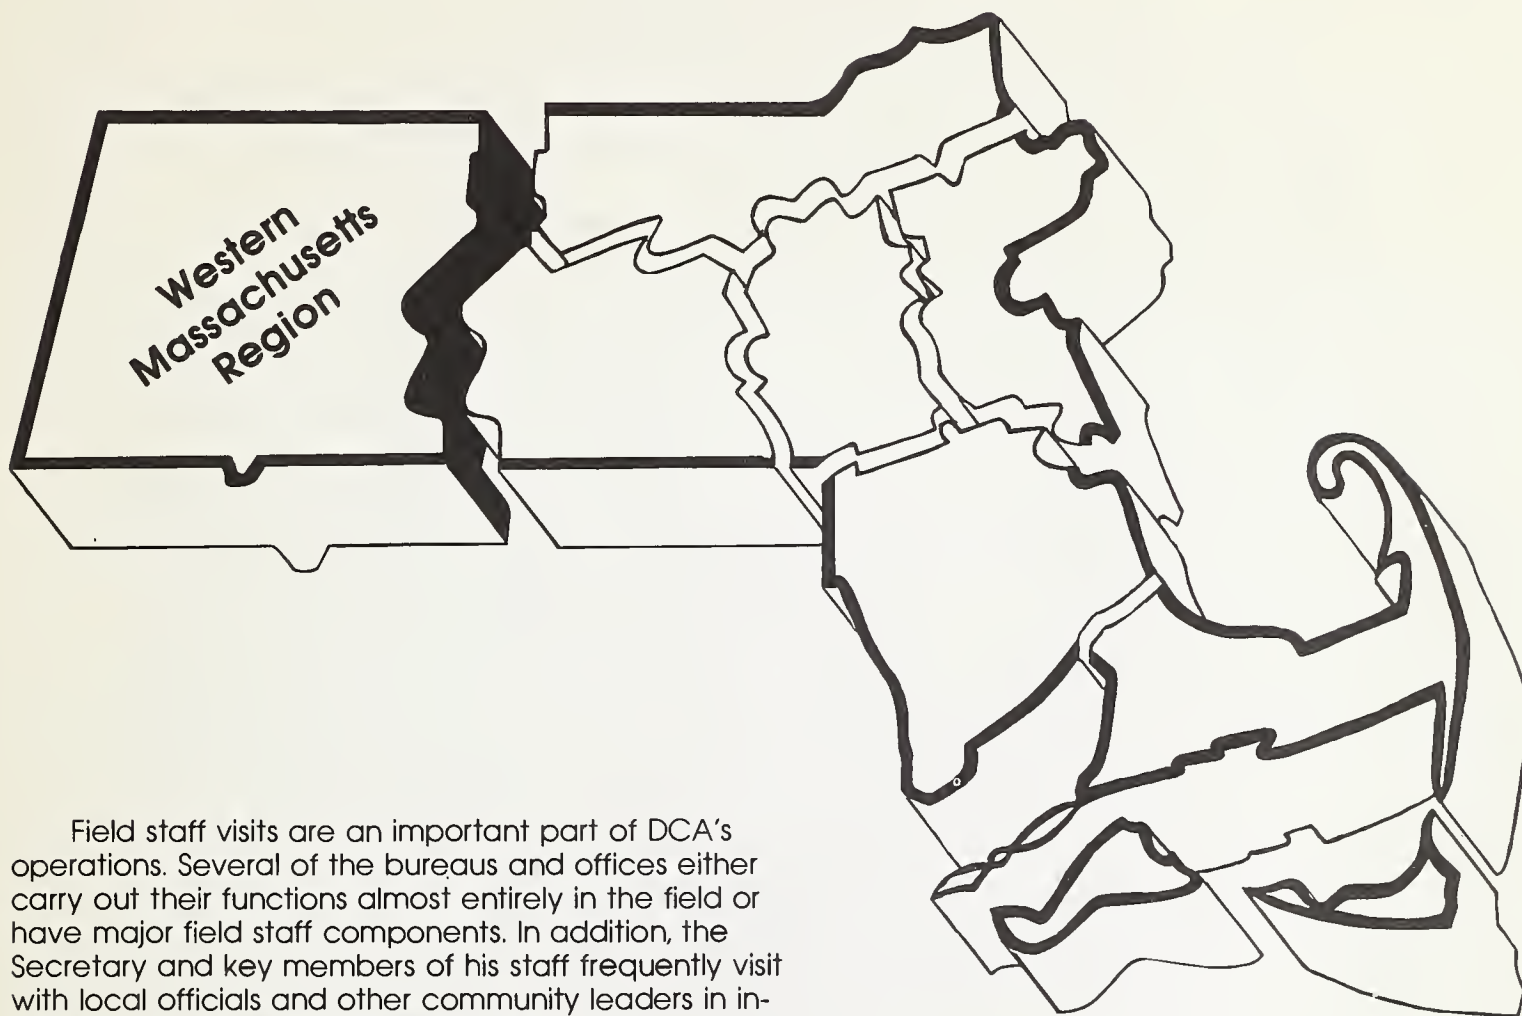 Western
Massachusetts
Region
Field staff visits are an important part of DCA's
operations. Several of the bureaus and offices either
carry out their functions almost entirely in the field or
have major field staff components. In addition, the
Secretary and key members of his staff frequently visit
with local officials and other community leaders in in-